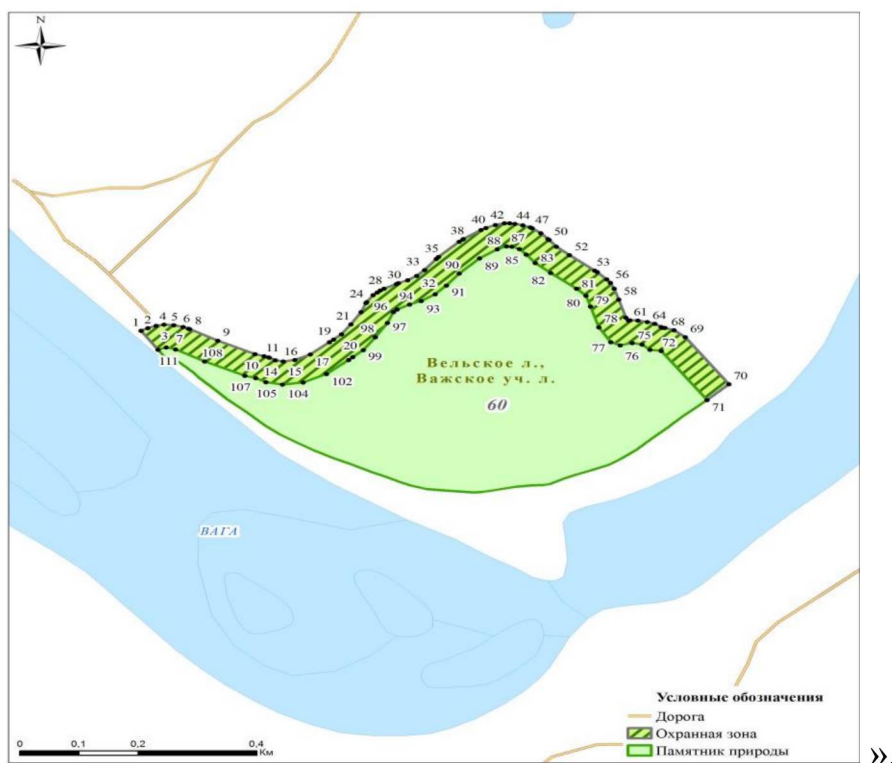 N
38 40 42 44 47
35 88 87 50
33 90 89 85 83 52
28 30 32 91 82 53
24 96 94 93 81 56
21 98 97 80 79 58
1 2 4 5 6 8 19 78 61 64 68
3 7 9 20 99 77 76 75 72 69
111 108 10 11 14 15 16 17
107 105 104 102
70
71
Вельское л.,
Важское уч. л.
60
ВАГА
Условные обозначения
Дорога
Охранная зона
Памятник природы
0 0,1 0,2 0,4
Км
».